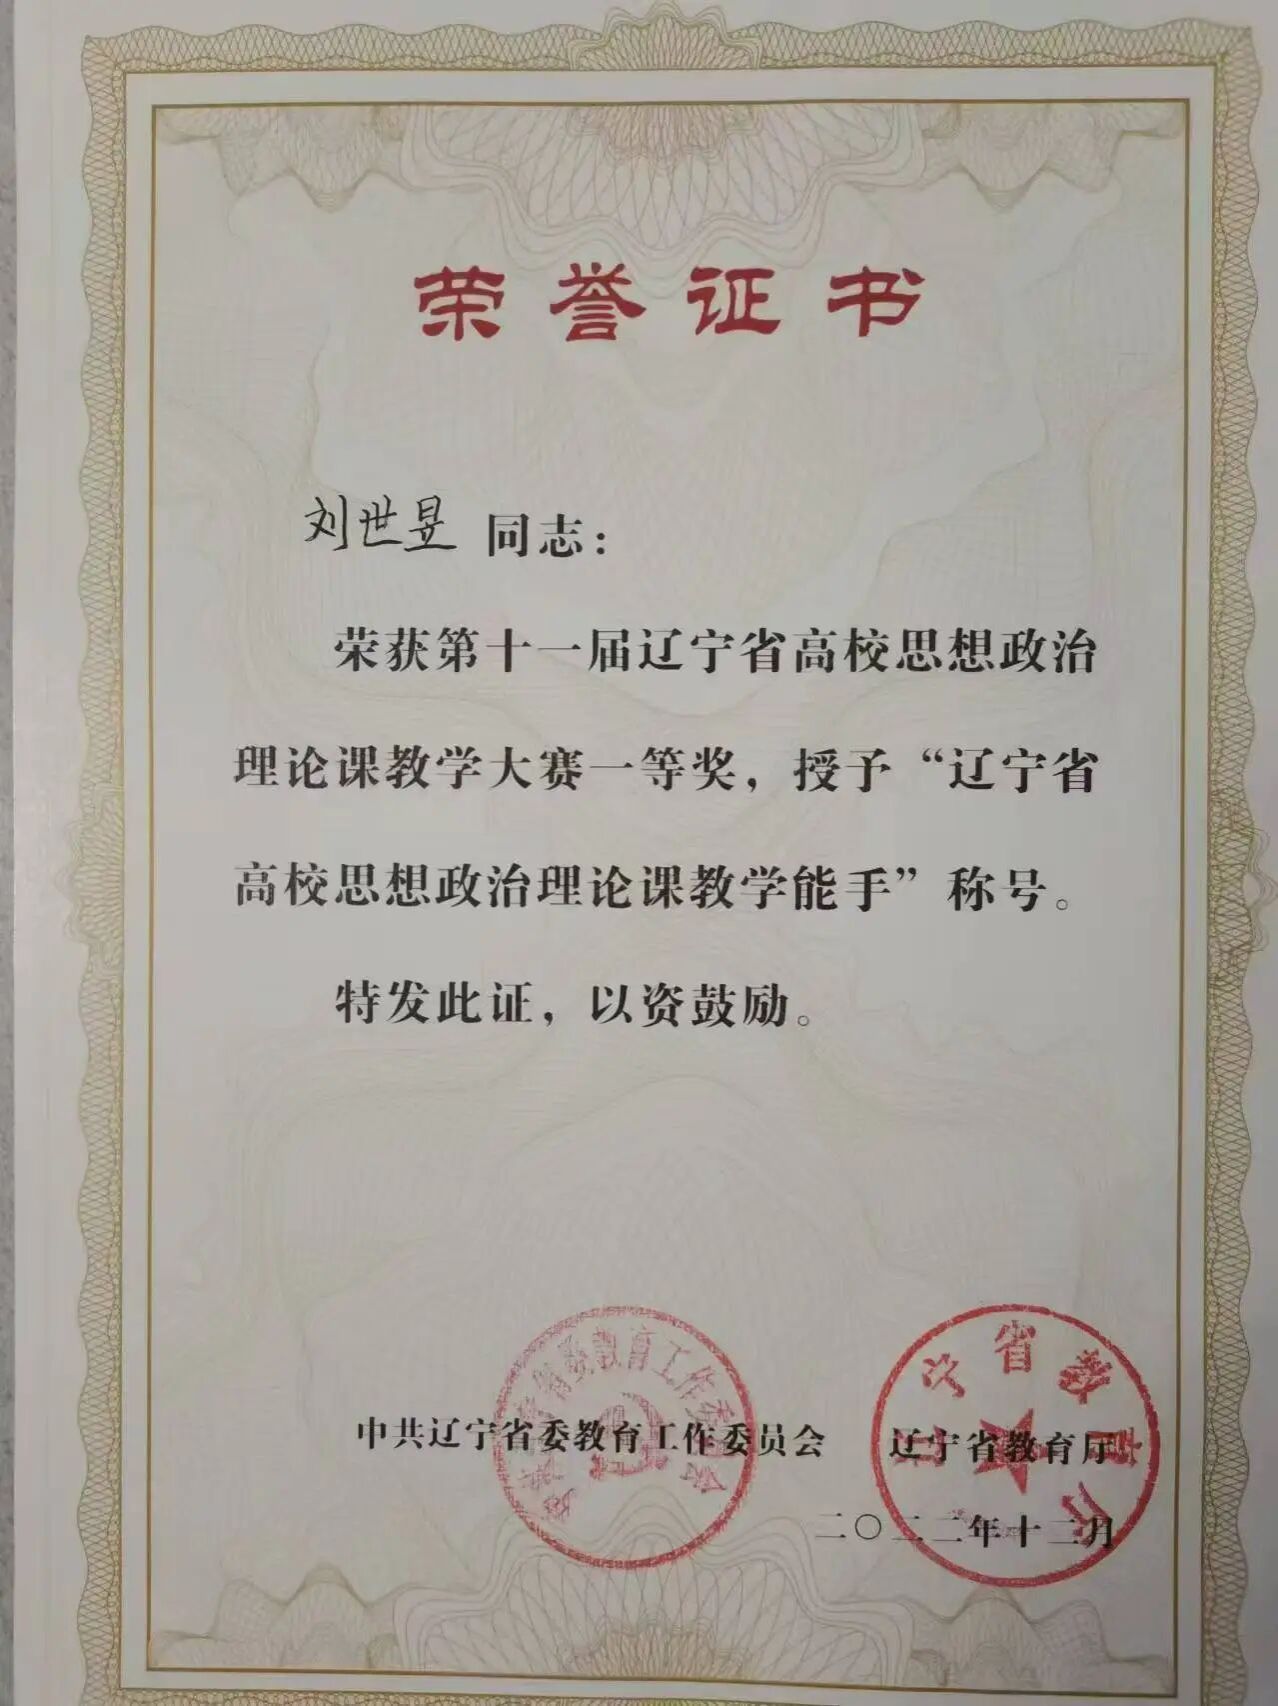 荣誉证书
刘世昱 同志：
荣获第十一届辽宁省高校思想政治
理论课教学大赛一等奖，授予“辽宁省
高校思想政治理论课教学能手”称号。
特发此证，以资鼓励。
中共辽宁省委教育工作委员会 辽宁省教育厅
二〇二二年十二月